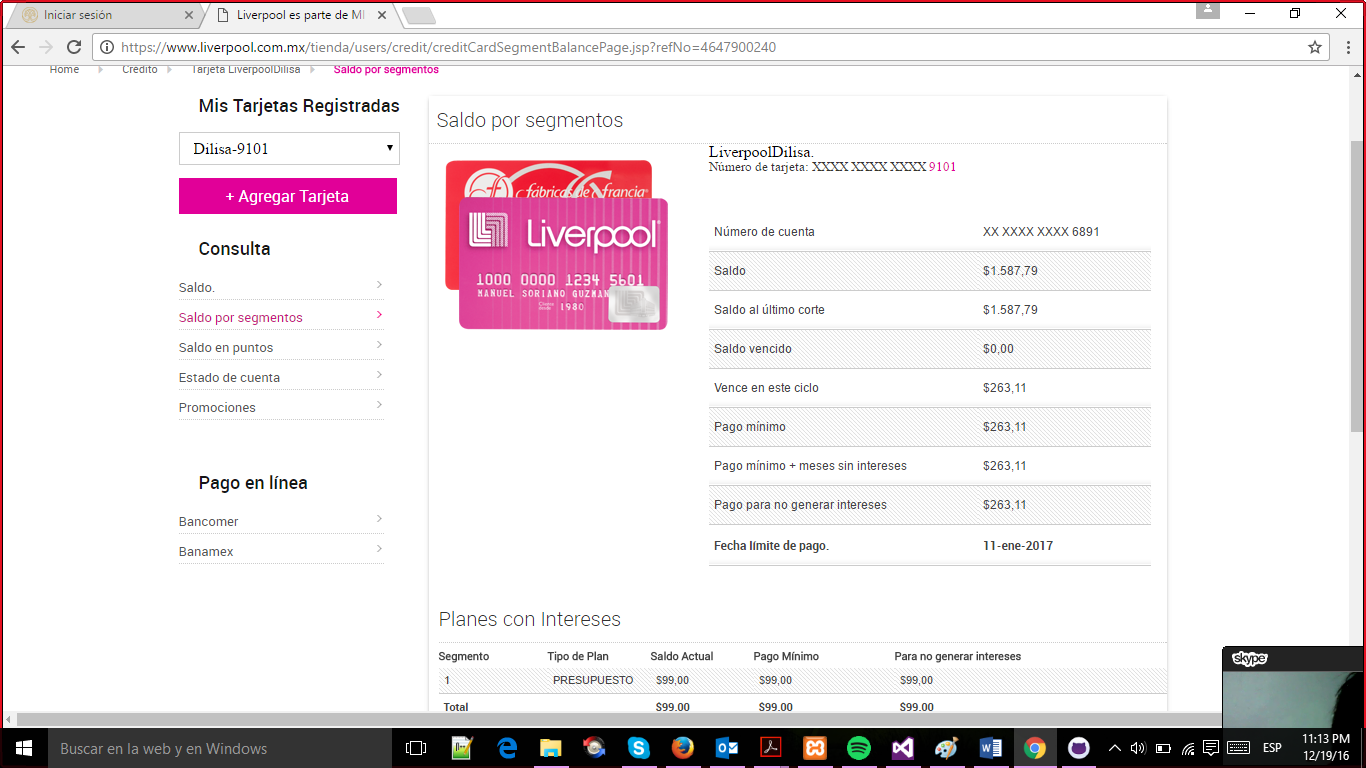 Iniciar sesión
Liverpool es parte de MI
https://www.liverpool.com.mx/tienda/users/credit/creditCardSegmentBalancePage.jsp?refNo=4647900240
Home Crédito Tarjeta LiverpoolDilisa Saldo por segmentos
Mis Tarjetas Registradas
Dilisa-9101
+ Agregar Tarjeta
Consulta
Saldo.
Saldo por segmentos
Saldo en puntos
Estado de cuenta
Promociones
Pago en línea
Bancomer
Banamex
Saldo por segmentos
fábricas de francia
Liverpool
1000 0000 1234 5601
MANUEL SORIANO GUZMAN
1980
LiverpoolDilisa.
Número de tarjeta: XXXX XXXX XXXX 9101
Número de cuenta XX XXXX XXXX 6891
Saldo $1.587,79
Saldo al último corte $1.587,79
Saldo vencido $0,00
Vence en este ciclo $263,11
Pago mínimo $263,11
Pago mínimo + meses sin intereses $263,11
Pago para no generar intereses $263,11
Fecha límite de pago. 11-ene-2017
Planes con Intereses
Segmento Tipo de Plan Saldo Actual Pago Mínimo Para no generar intereses
1 PRESUPUESTO $99,00 $99,00 $99,00
Total $99,00 $99,00 $99,00
skype
Buscar en la web y en Windows
ESP
11:13 PM
12/19/16